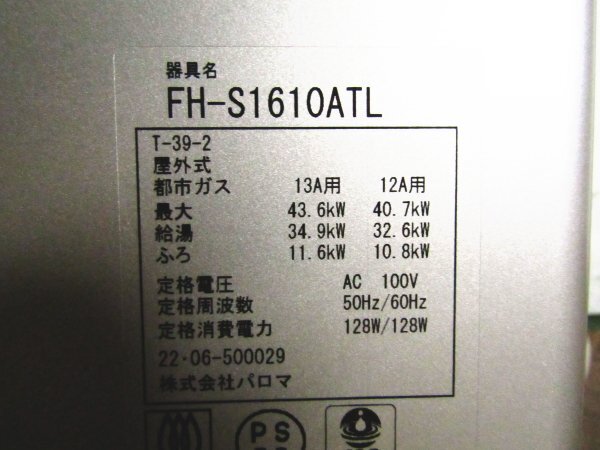 器具名
FH-S1610ATL
T-39-2
屋外式
都市ガス 13A用 12A用
最大 43.6kW 40.7kW
給湯 34.9kW 32.6kW
ふろ 11.6kW 10.8kW
定格電圧 AC 100V
定格周波数 50Hz/60Hz
定格消費電力 128W/128W
22・06-500029
株式会社パロマ
PS